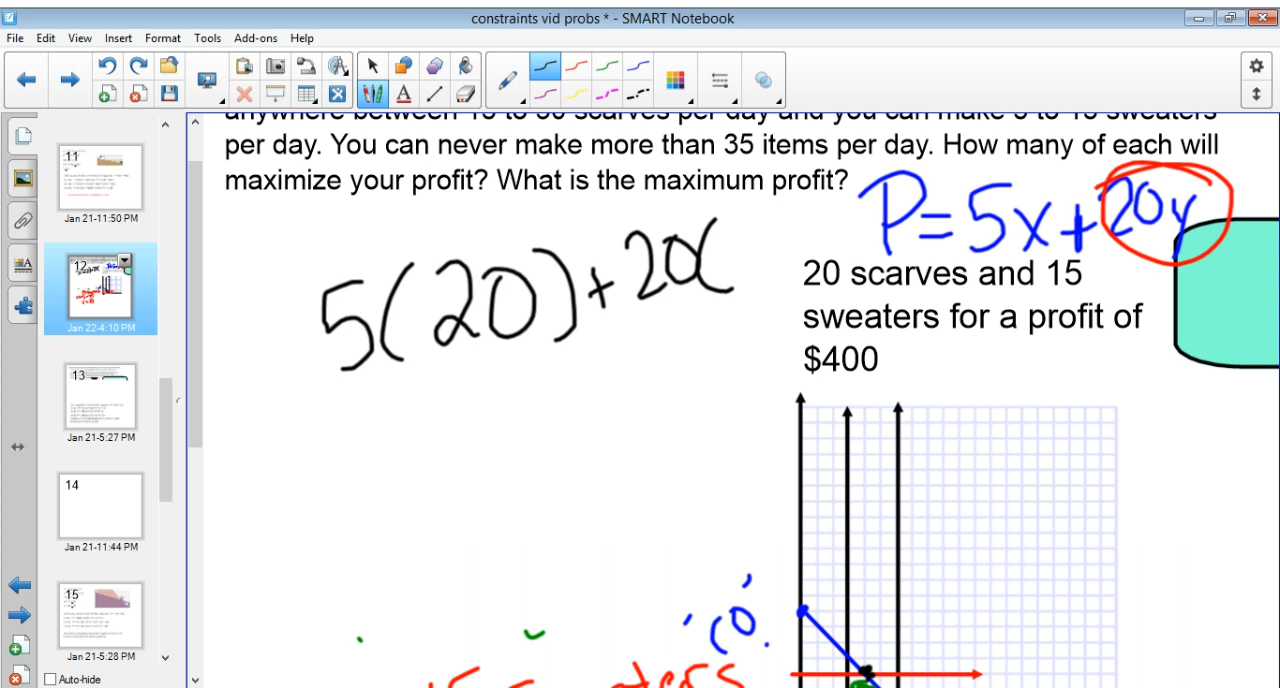 constraints vid probs * - SMART Notebook
File Edit View Insert Format Tools Add-ons Help
per day. You can never make more than 35 items per day. How many of each will
maximize your profit? What is the maximum profit?
P=5x+20y
5(20)+20(
20 scarves and 15
sweaters for a profit of
$400
11
Jan 21-11:50 PM
12
Jan 22-4:10 PM
13
Jan 21-5:27 PM
14
Jan 21-11:44 PM
15
Jan 21-5:28 PM
Auto-hide